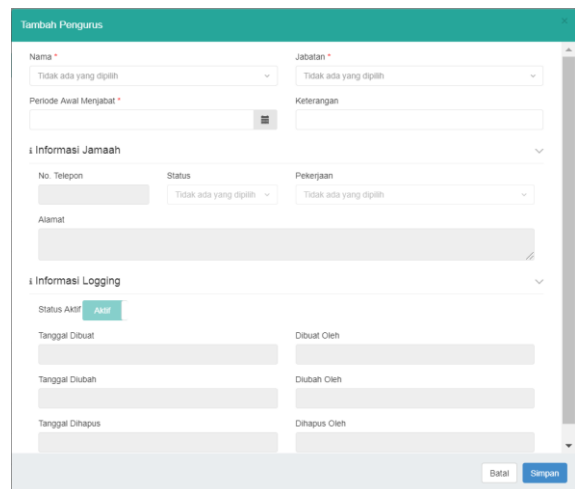 Tambah Pengurus
Nama * Jabatan *
Tidak ada yang dipilih Tidak ada yang dipilih
Periode Awal Menjabat * Keterangan
Informasi Jamaah
No. Telepon Status Pekerjaan
Tidak ada yang dipilih Tidak ada yang dipilih
Alamat
Informasi Logging
Status Aktif Aktif
Tanggal Dibuat Dibuat Oleh
Tanggal Diubah Diubah Oleh
Tanggal Dihapus Dihapus Oleh
Batal Simpan